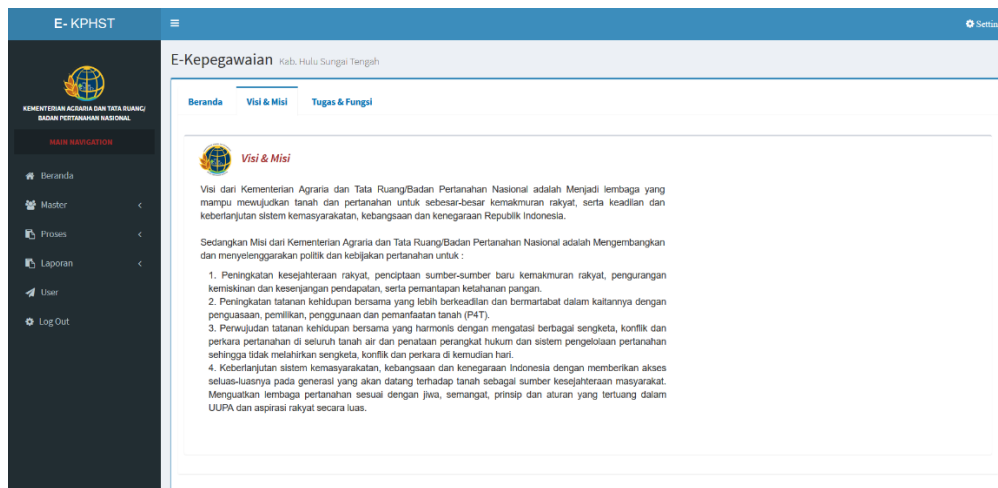 E- KPHST
Settin
KEMENTERIAN AGRARIA DAN TATA RUANG/
BADAN PERTANAHAN NASIONAL
MAIN NAVIGATION
Beranda
Master
Proses
Laporan
User
Log Out
E-Kepegawaian Kab. Hulu Sungai Tengah
Beranda Visi & Misi Tugas & Fungsi
Visi & Misi
Visi dari Kementerian Agraria dan Tata Ruang/Badan Pertanahan Nasional adalah Menjadi lembaga yang
mampu mewujudkan tanah dan pertanahan untuk sebesar-besar kemakmuran rakyat, serta keadilan dan
keberlanjutan sistem kemasyarakatan, kebangsaan dan kenegaraan Republik Indonesia.
Sedangkan Misi dari Kementerian Agraria dan Tata Ruang/Badan Pertanahan Nasional adalah Mengembangkan
dan menyelenggarakan politik dan kebijakan pertanahan untuk :
1. Peningkatan kesejahteraan rakyat, penciptaan sumber-sumber baru kemakmuran rakyat, pengurangan
kemiskinan dan kesenjangan pendapatan, serta pemantapan ketahanan pangan.
2. Peningkatan tatanan kehidupan bersama yang lebih berkeadilan dan bermartabat dalam kaitannya dengan
penguasaan, pemilikan, penggunaan dan pemanfaatan tanah (P4T).
3. Perwujudan tatanan kehidupan bersama yang harmonis dengan mengatasi berbagai sengketa, konflik dan
perkara pertanahan di seluruh tanah air dan penataan perangkat hukum dan sistem pengelolaan pertanahan
sehingga tidak melahirkan sengketa, konflik dan perkara di kemudian hari.
4. Keberlanjutan sistem kemasyarakatan, kebangsaan dan kenegaraan Indonesia dengan memberikan akses
seluas-luasnya pada generasi yang akan datang terhadap tanah sebagai sumber kesejahteraan masyarakat.
Menguatkan lembaga pertanahan sesuai dengan jiwa, semangat, prinsip dan aturan yang tertuang dalam
UUPA dan aspirasi rakyat secara luas.